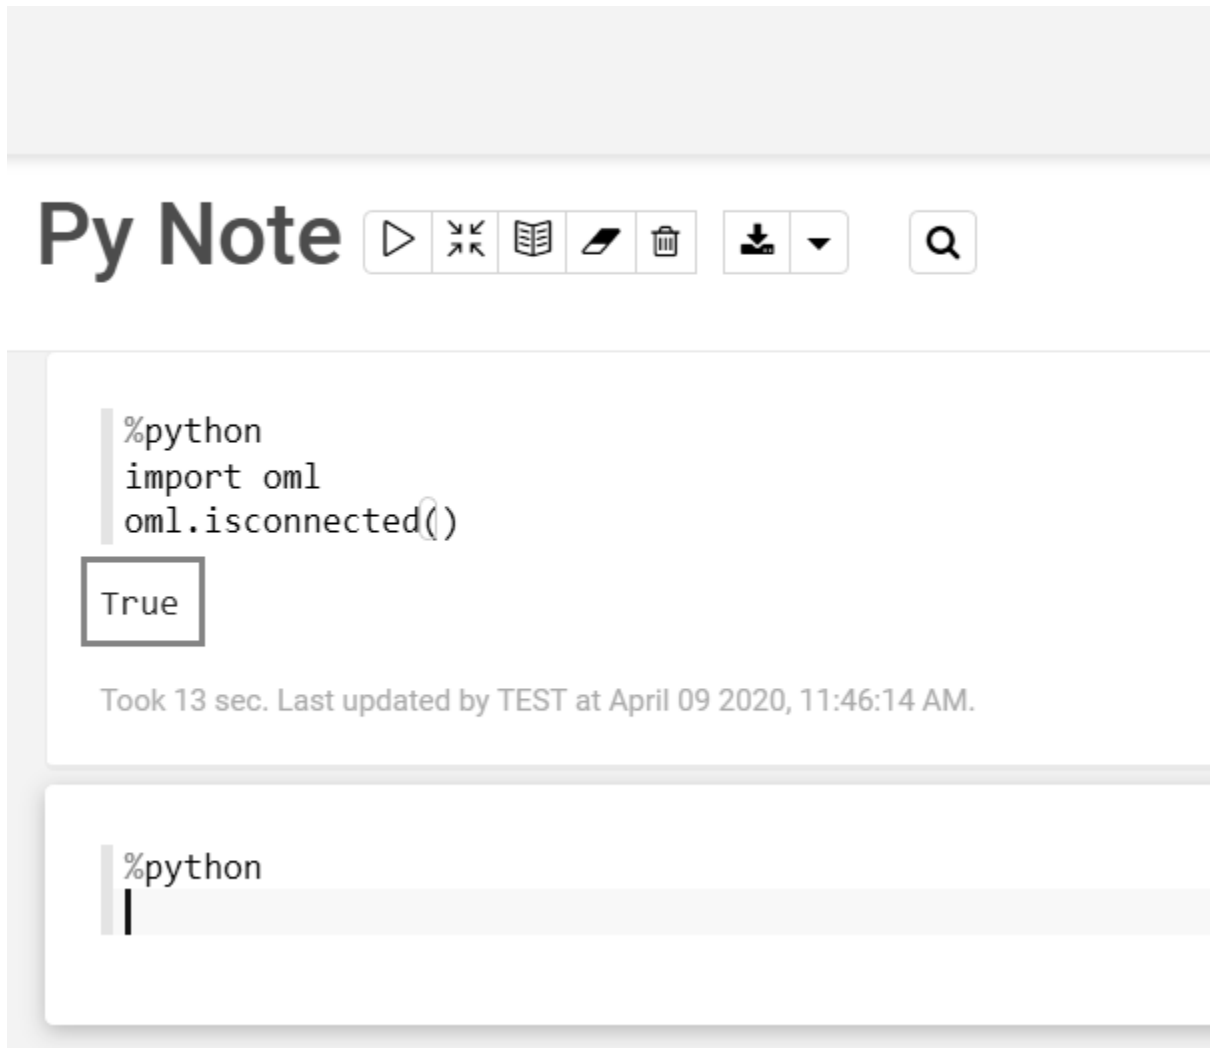 Py Note
%python
import oml
oml.isconnected()
True
Took 13 sec. Last updated by TEST at April 09 2020, 11:46:14 AM.
%python